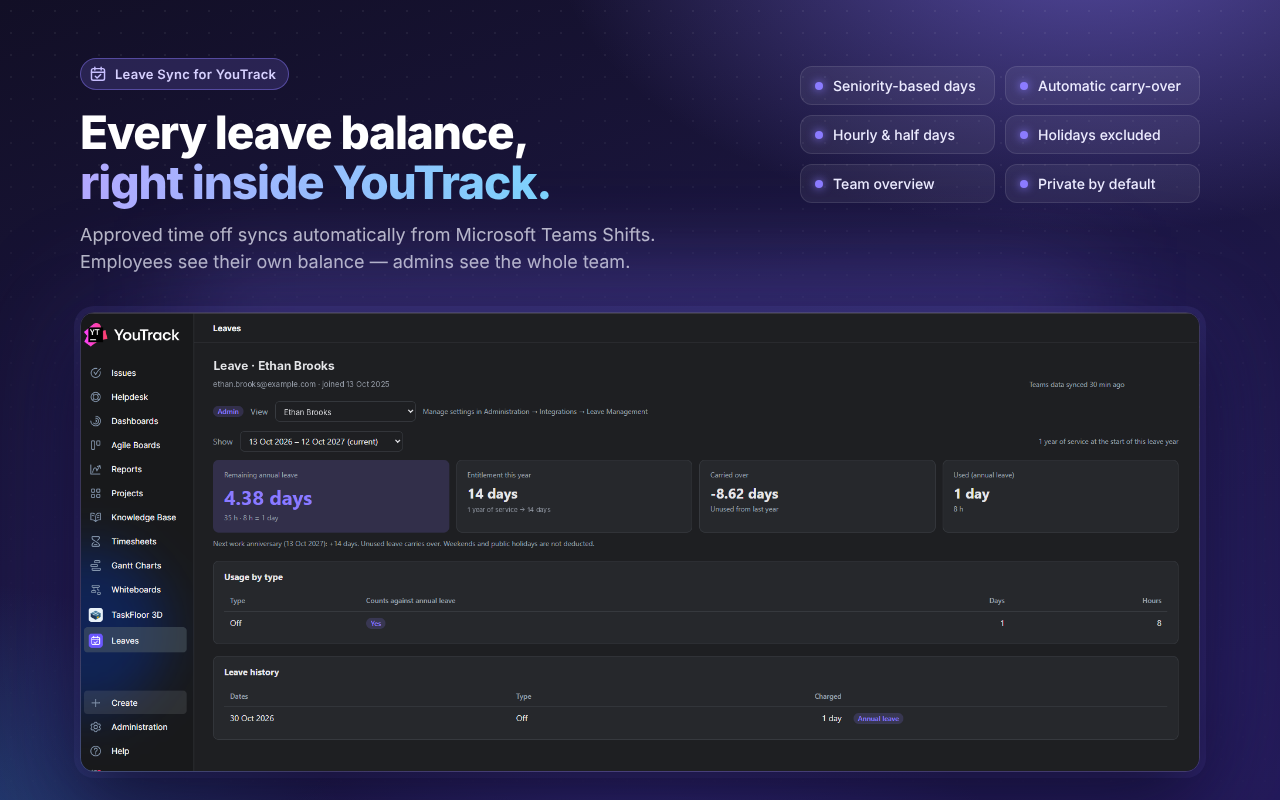 Leave Sync for YouTrack
Every leave balance,
right inside YouTrack.
Approved time off syncs automatically from Microsoft Teams Shifts.
Employees see their own balance — admins see the whole team.
Seniority-based days
Automatic carry-over
Hourly & half days
Holidays excluded
Team overview
Private by default
YT
YouTrack
Issues
Helpdesk
Dashboards
Agile Boards
Reports
Projects
Knowledge Base
Timesheets
Gantt Charts
Whiteboards
TaskFloor 3D
Leaves
Create
Administration
Help
Leaves
Leave · Ethan Brooks
ethan.brooks@example.com · joined 13 Oct 2025
Teams data synced 30 min ago
Admin View Ethan Brooks Manage settings in Administration → Integrations → Leave Management
Show 13 Oct 2026 – 12 Oct 2027 (current)
1 year of service at the start of this leave year
Remaining annual leave
4.38 days
35 h · 8 h = 1 day
Entitlement this year
14 days
1 year of service → 14 days
Carried over
-8.62 days
Unused from last year
Used (annual leave)
1 day
8 h
Next work anniversary (13 Oct 2027): +14 days. Unused leave carries over. Weekends and public holidays are not deducted.
Usage by type
Type Counts against annual leave Days Hours
Off Yes 1 8
Leave history
Dates Type Charged
30 Oct 2026 Off 1 day Annual leave